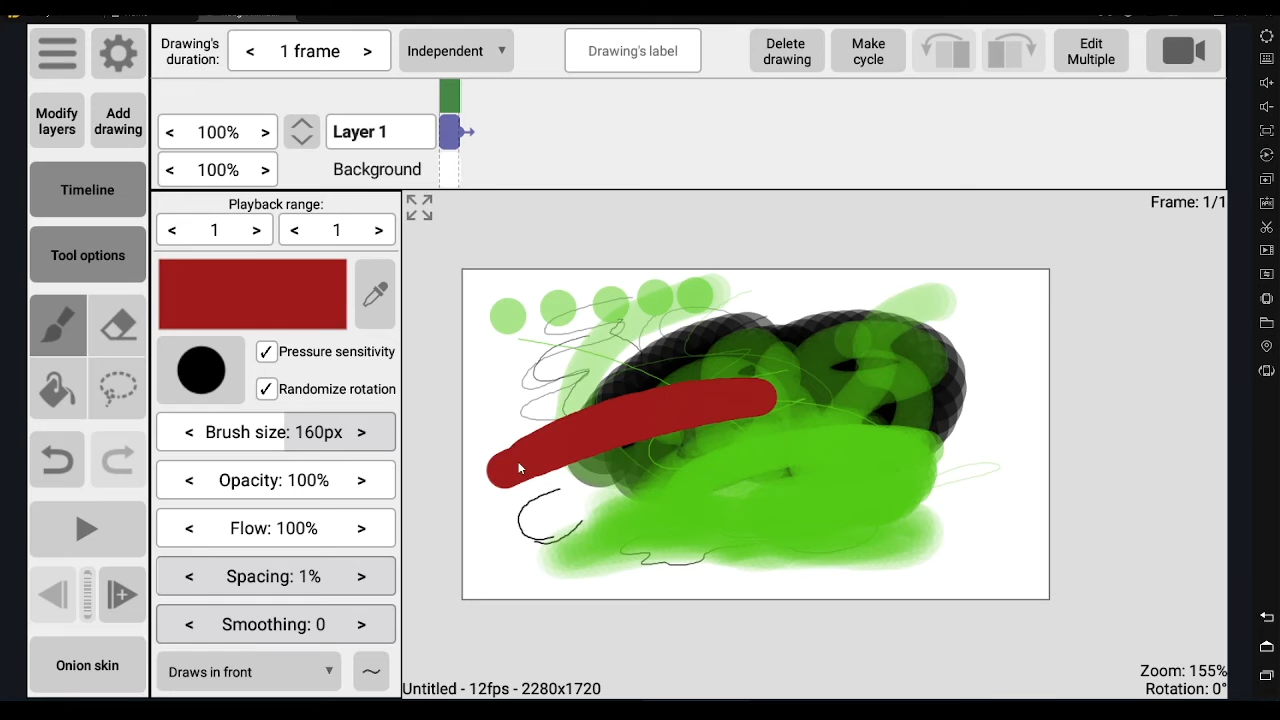 Drawing's duration:
< 1 frame >
Independent
Drawing's label
Delete drawing
Make cycle
Edit Multiple
Modify layers
Add drawing
< 100% >
Layer 1
< 100% >
Background
Timeline
Playback range:
< 1 >
< 1 >
Frame: 1/1
Tool options
Pressure sensitivity
Randomize rotation
< Brush size: 160px >
< Opacity: 100% >
< Flow: 100% >
< Spacing: 1% >
< Smoothing: 0 >
Onion skin
Draws in front
Untitled - 12fps - 2280x1720
Zoom: 155%
Rotation: 0°